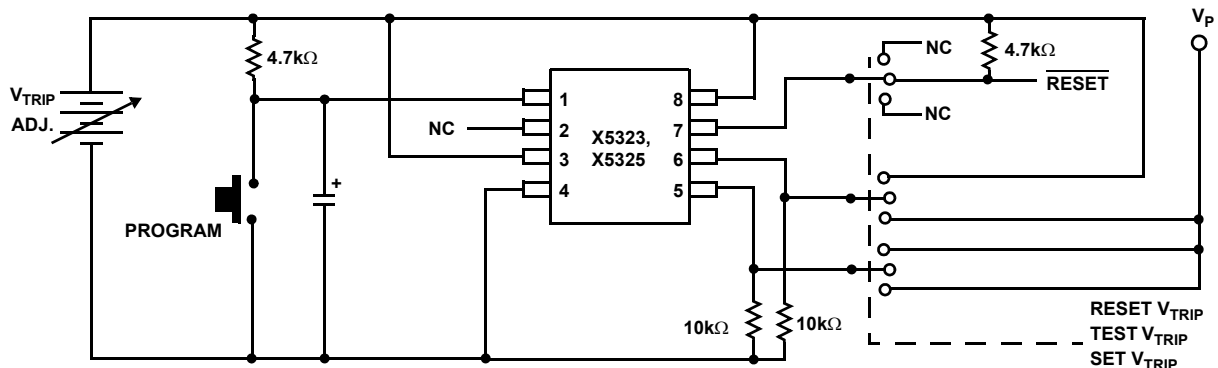 V_P
4.7kΩ
NC
4.7kΩ
RESET
V_TRIP
ADJ.
1
8
NC
2
7
NC
X5323,
X5325
3
6
4
5
PROGRAM
+
10kΩ
10kΩ
RESET V_TRIP
TEST V_TRIP
SET V_TRIP